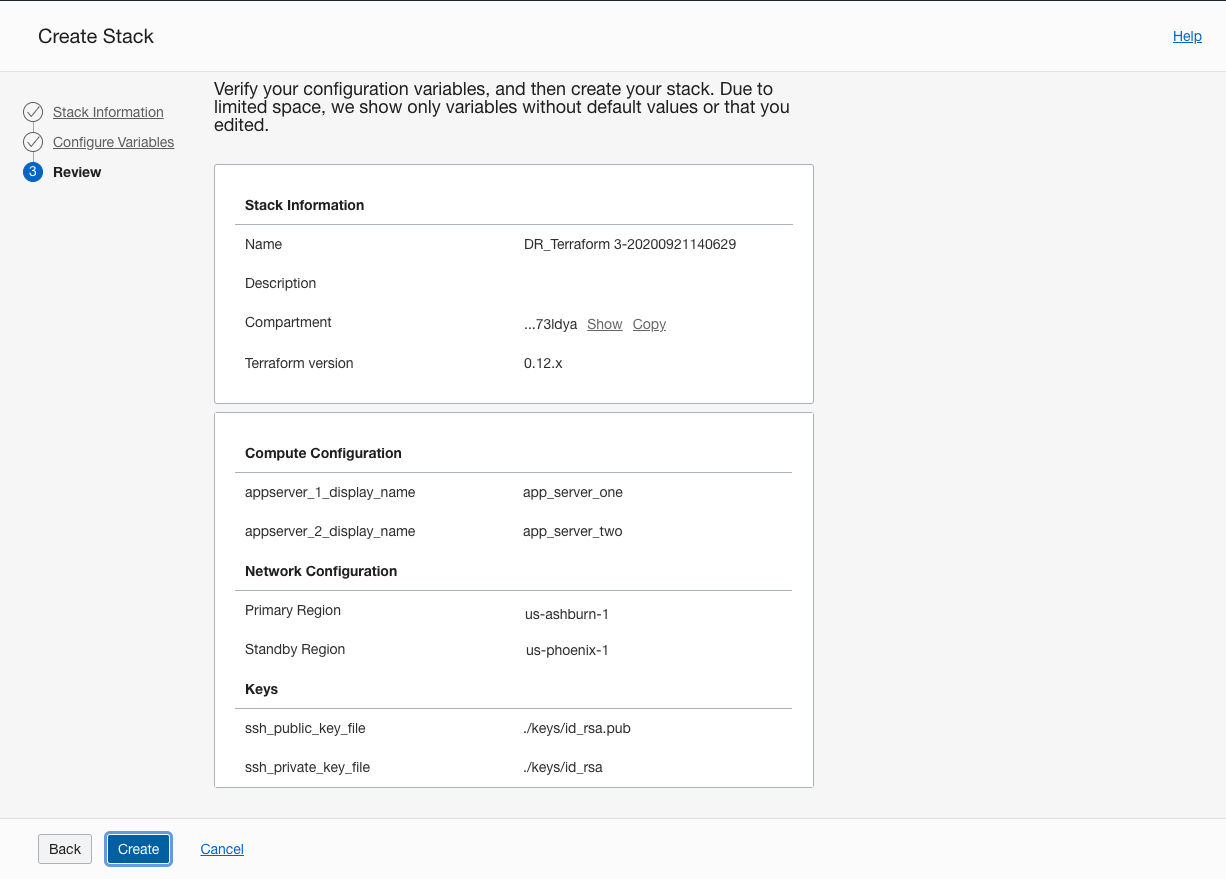 Create Stack
Help
Stack Information
Configure Variables
3 Review
Verify your configuration variables, and then create your stack. Due to
limited space, we show only variables without default values or that you
edited.
Stack Information
Name DR_Terraform 3-20200921140629
Description
Compartment ...73ldya Show Copy
Terraform version 0.12.x
Compute Configuration
appserver_1_display_name app_server_one
appserver_2_display_name app_server_two
Network Configuration
Primary Region us-ashburn-1
Standby Region us-phoenix-1
Keys
ssh_public_key_file ./keys/id_rsa.pub
ssh_private_key_file ./keys/id_rsa
Back Create Cancel